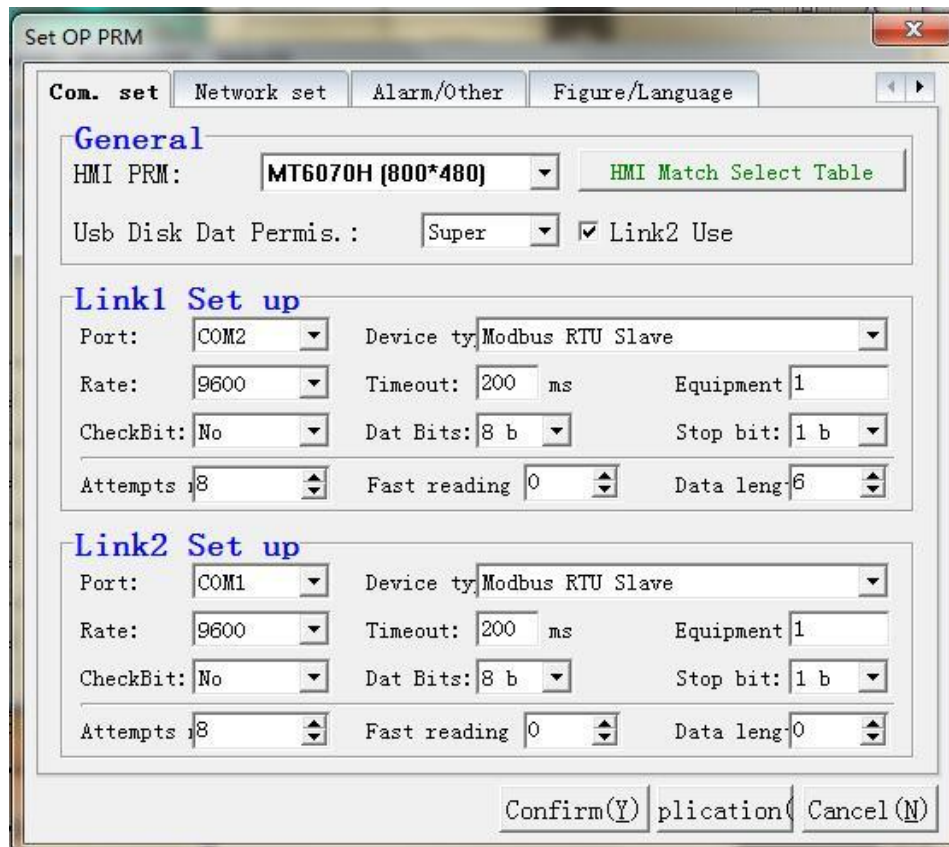 Set OP PRM
Com. set Network set Alarm/Other Figure/Language
General
HMI PRM: MT6070H (800*480) HMI Match Select Table
Usb Disk Dat Permis.: Super Link2 Use
Link1 Set up
Port: COM2 Device ty Modbus RTU Slave
Rate: 9600 Timeout: 200 ms Equipment 1
CheckBit: No Dat Bits: 8 b Stop bit: 1 b
Attempts 8 Fast reading 0 Data leng 6
Link2 Set up
Port: COM1 Device ty Modbus RTU Slave
Rate: 9600 Timeout: 200 ms Equipment 1
CheckBit: No Dat Bits: 8 b Stop bit: 1 b
Attempts 8 Fast reading 0 Data leng 0
Confirm(Y) plication( Cancel(N)